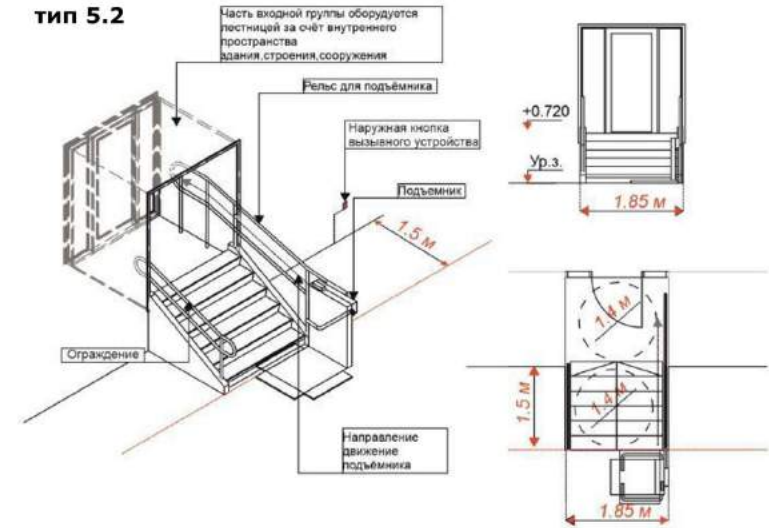 тип 5.2
Часть входной группы оборудуется
лестницей за счёт внутреннего
пространства
здания,строения,сооружения
Рельс для подъёмника
Наружная кнопка
вызывного устройства
Подъемник
1.5 м
Ограждение
Направление
движение
подъёмника
+0.720
Ур.з.
1.85 м
1.4 м
1.5 м
1.4 м
1.85 м